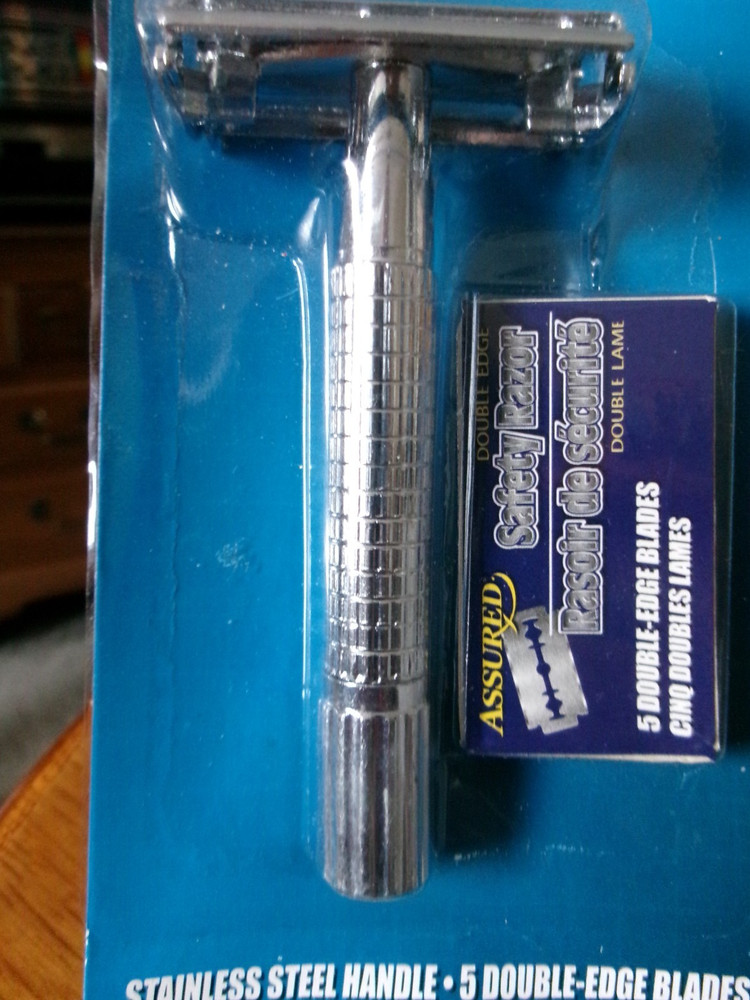 DOUBLE EDGE
Safety Razor
Rasoir de sécurité
DOUBLE LAME
ASSURED
5 DOUBLE-EDGE BLADES
CINQ DOUBLES LAMES
STAINLESS STEEL HANDLE • 5 DOUBLE-EDGE BLADES